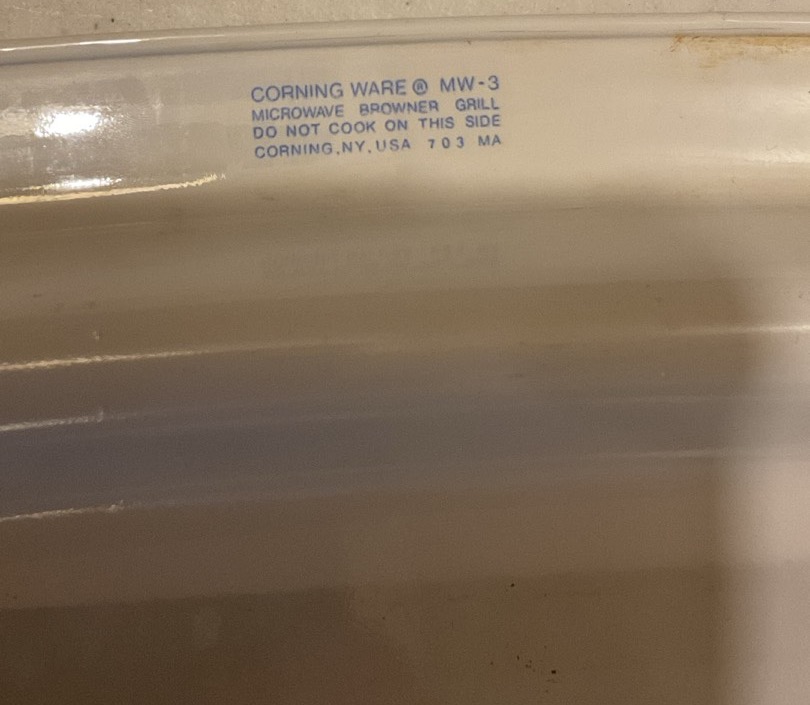 CORNING WARE ® MW-3
MICROWAVE BROWNER GRILL
DO NOT COOK ON THIS SIDE
CORNING, NY, USA 703 MA